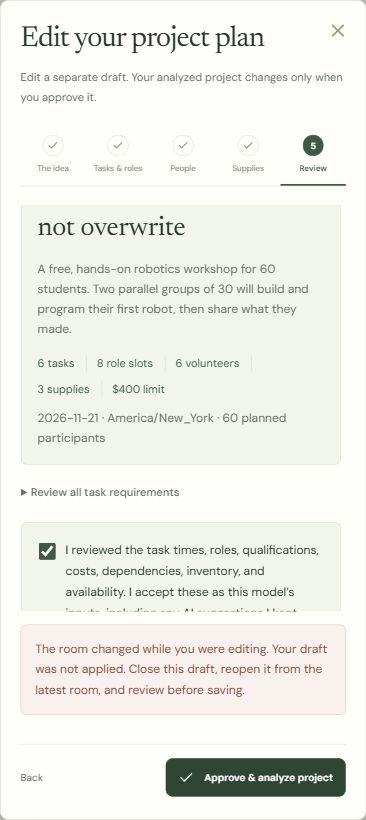 Edit your project plan
Edit a separate draft. Your analyzed project changes only when
you approve it.
The idea
Tasks & roles
People
Supplies
5
Review
not overwrite
A free, hands-on robotics workshop for 60
students. Two parallel groups of 30 will build and
program their first robot, then share what they
made.
6 tasks
8 role slots
6 volunteers
3 supplies
$400 limit
2026-11-21 · America/New_York · 60 planned
participants
▶ Review all task requirements
I reviewed the task times, roles, qualifications,
costs, dependencies, inventory, and
availability. I accept these as this model's
inputs, including any AI suggestions I kept.
The room changed while you were editing. Your draft
was not applied. Close this draft, reopen it from the
latest room, and review before saving.
Back
Approve & analyze project